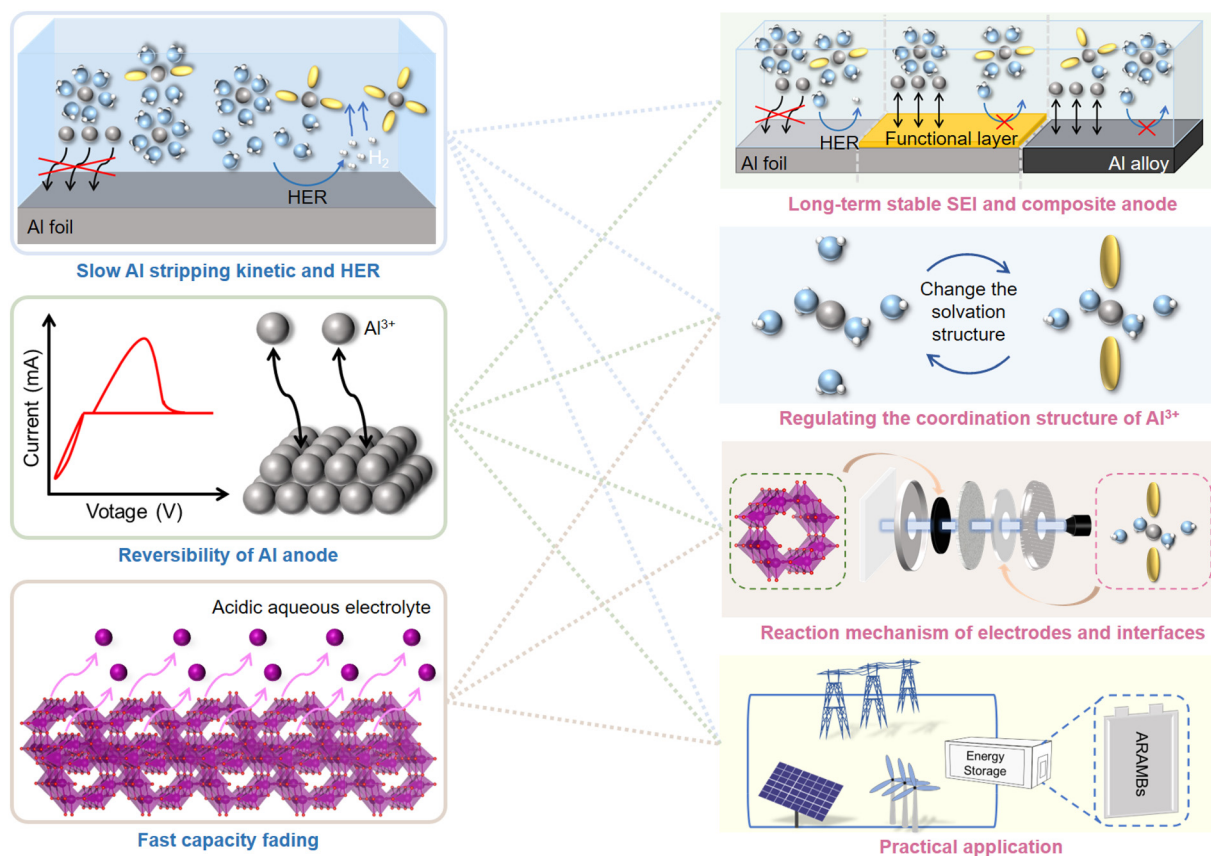 H₂
HER
Al foil
Slow Al stripping kinetic and HER
Current (mA)
Votage (V)
Al³⁺
Reversibility of Al anode
Acidic aqueous electrolyte
Fast capacity fading
HER
Functional layer
Al foil
Al alloy
Long-term stable SEI and composite anode
Change the
solvation
structure
Regulating the coordination structure of Al³⁺
Reaction mechanism of electrodes and interfaces
Energy
Storage
ARAMBs
Practical application